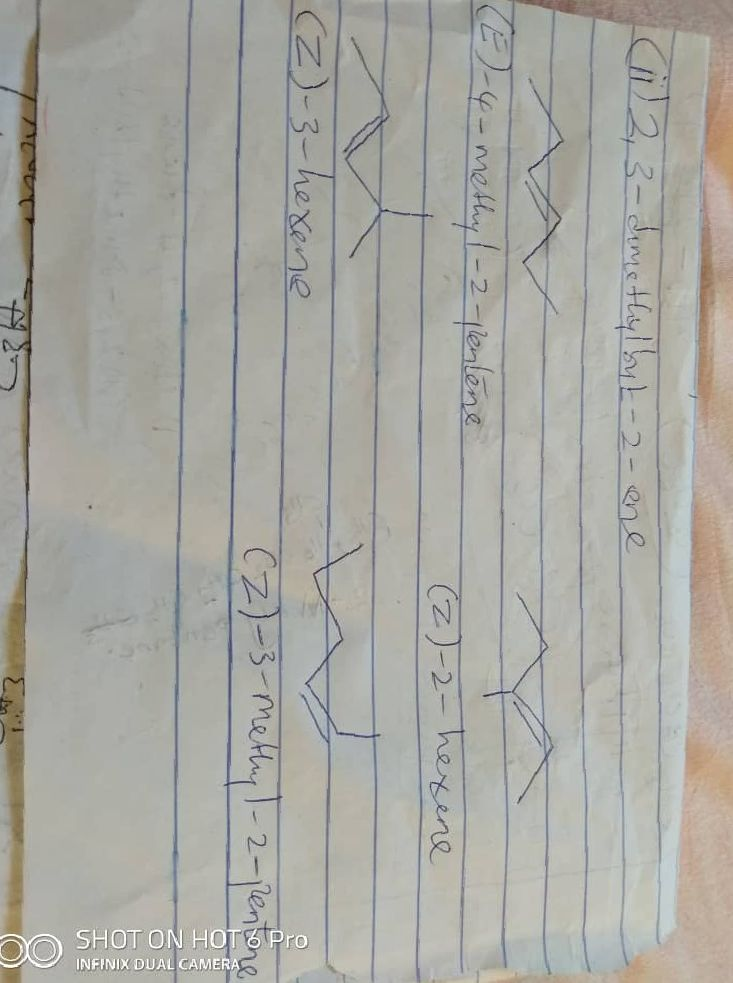 (ii) 2,3-dimethylbut-2-ene
(E)-4-methyl-2-pentene
(Z)-2-hexene
(Z)-3-hexene
(Z)-3-methyl-2-pentene
SHOT ON HOT 6 Pro
INFINIX DUAL CAMERA